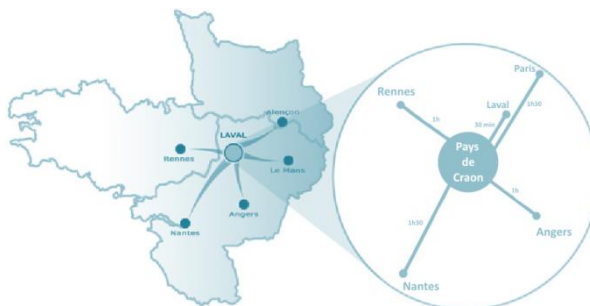 Alençon
LAVAL
Rennes
Le Mans
Angers
Nantes
Paris
Rennes
1h
Laval
1h30
30 min
Pays
de
Craon
1h
1h30
Angers
Nantes